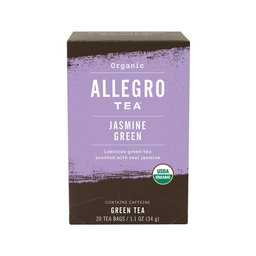 Organic
ALLEGRO
TEA
JASMINE
GREEN
Luscious green tea
scented with real jasmine
USDA
ORGANIC
CONTAINS CAFFEINE
GREEN TEA
20 TEA BAGS / 1.1 OZ (34 g)